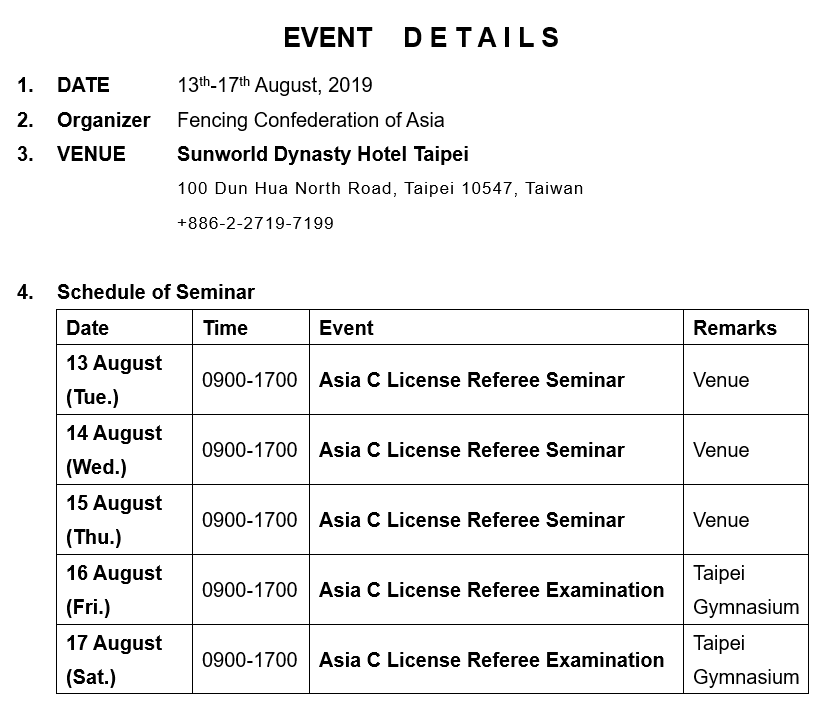 EVENT DETAILS
1. DATE 13th-17th August, 2019
2. Organizer Fencing Confederation of Asia
3. VENUE Sunworld Dynasty Hotel Taipei
100 Dun Hua North Road, Taipei 10547, Taiwan
+886-2-2719-7199
4. Schedule of Seminar
Date Time Event Remarks
13 August
(Tue.) 0900-1700 Asia C License Referee Seminar Venue
14 August
(Wed.) 0900-1700 Asia C License Referee Seminar Venue
15 August
(Thu.) 0900-1700 Asia C License Referee Seminar Venue
16 August
(Fri.) 0900-1700 Asia C License Referee Examination Taipei
Gymnasium
17 August
(Sat.) 0900-1700 Asia C License Referee Examination Taipei
Gymnasium